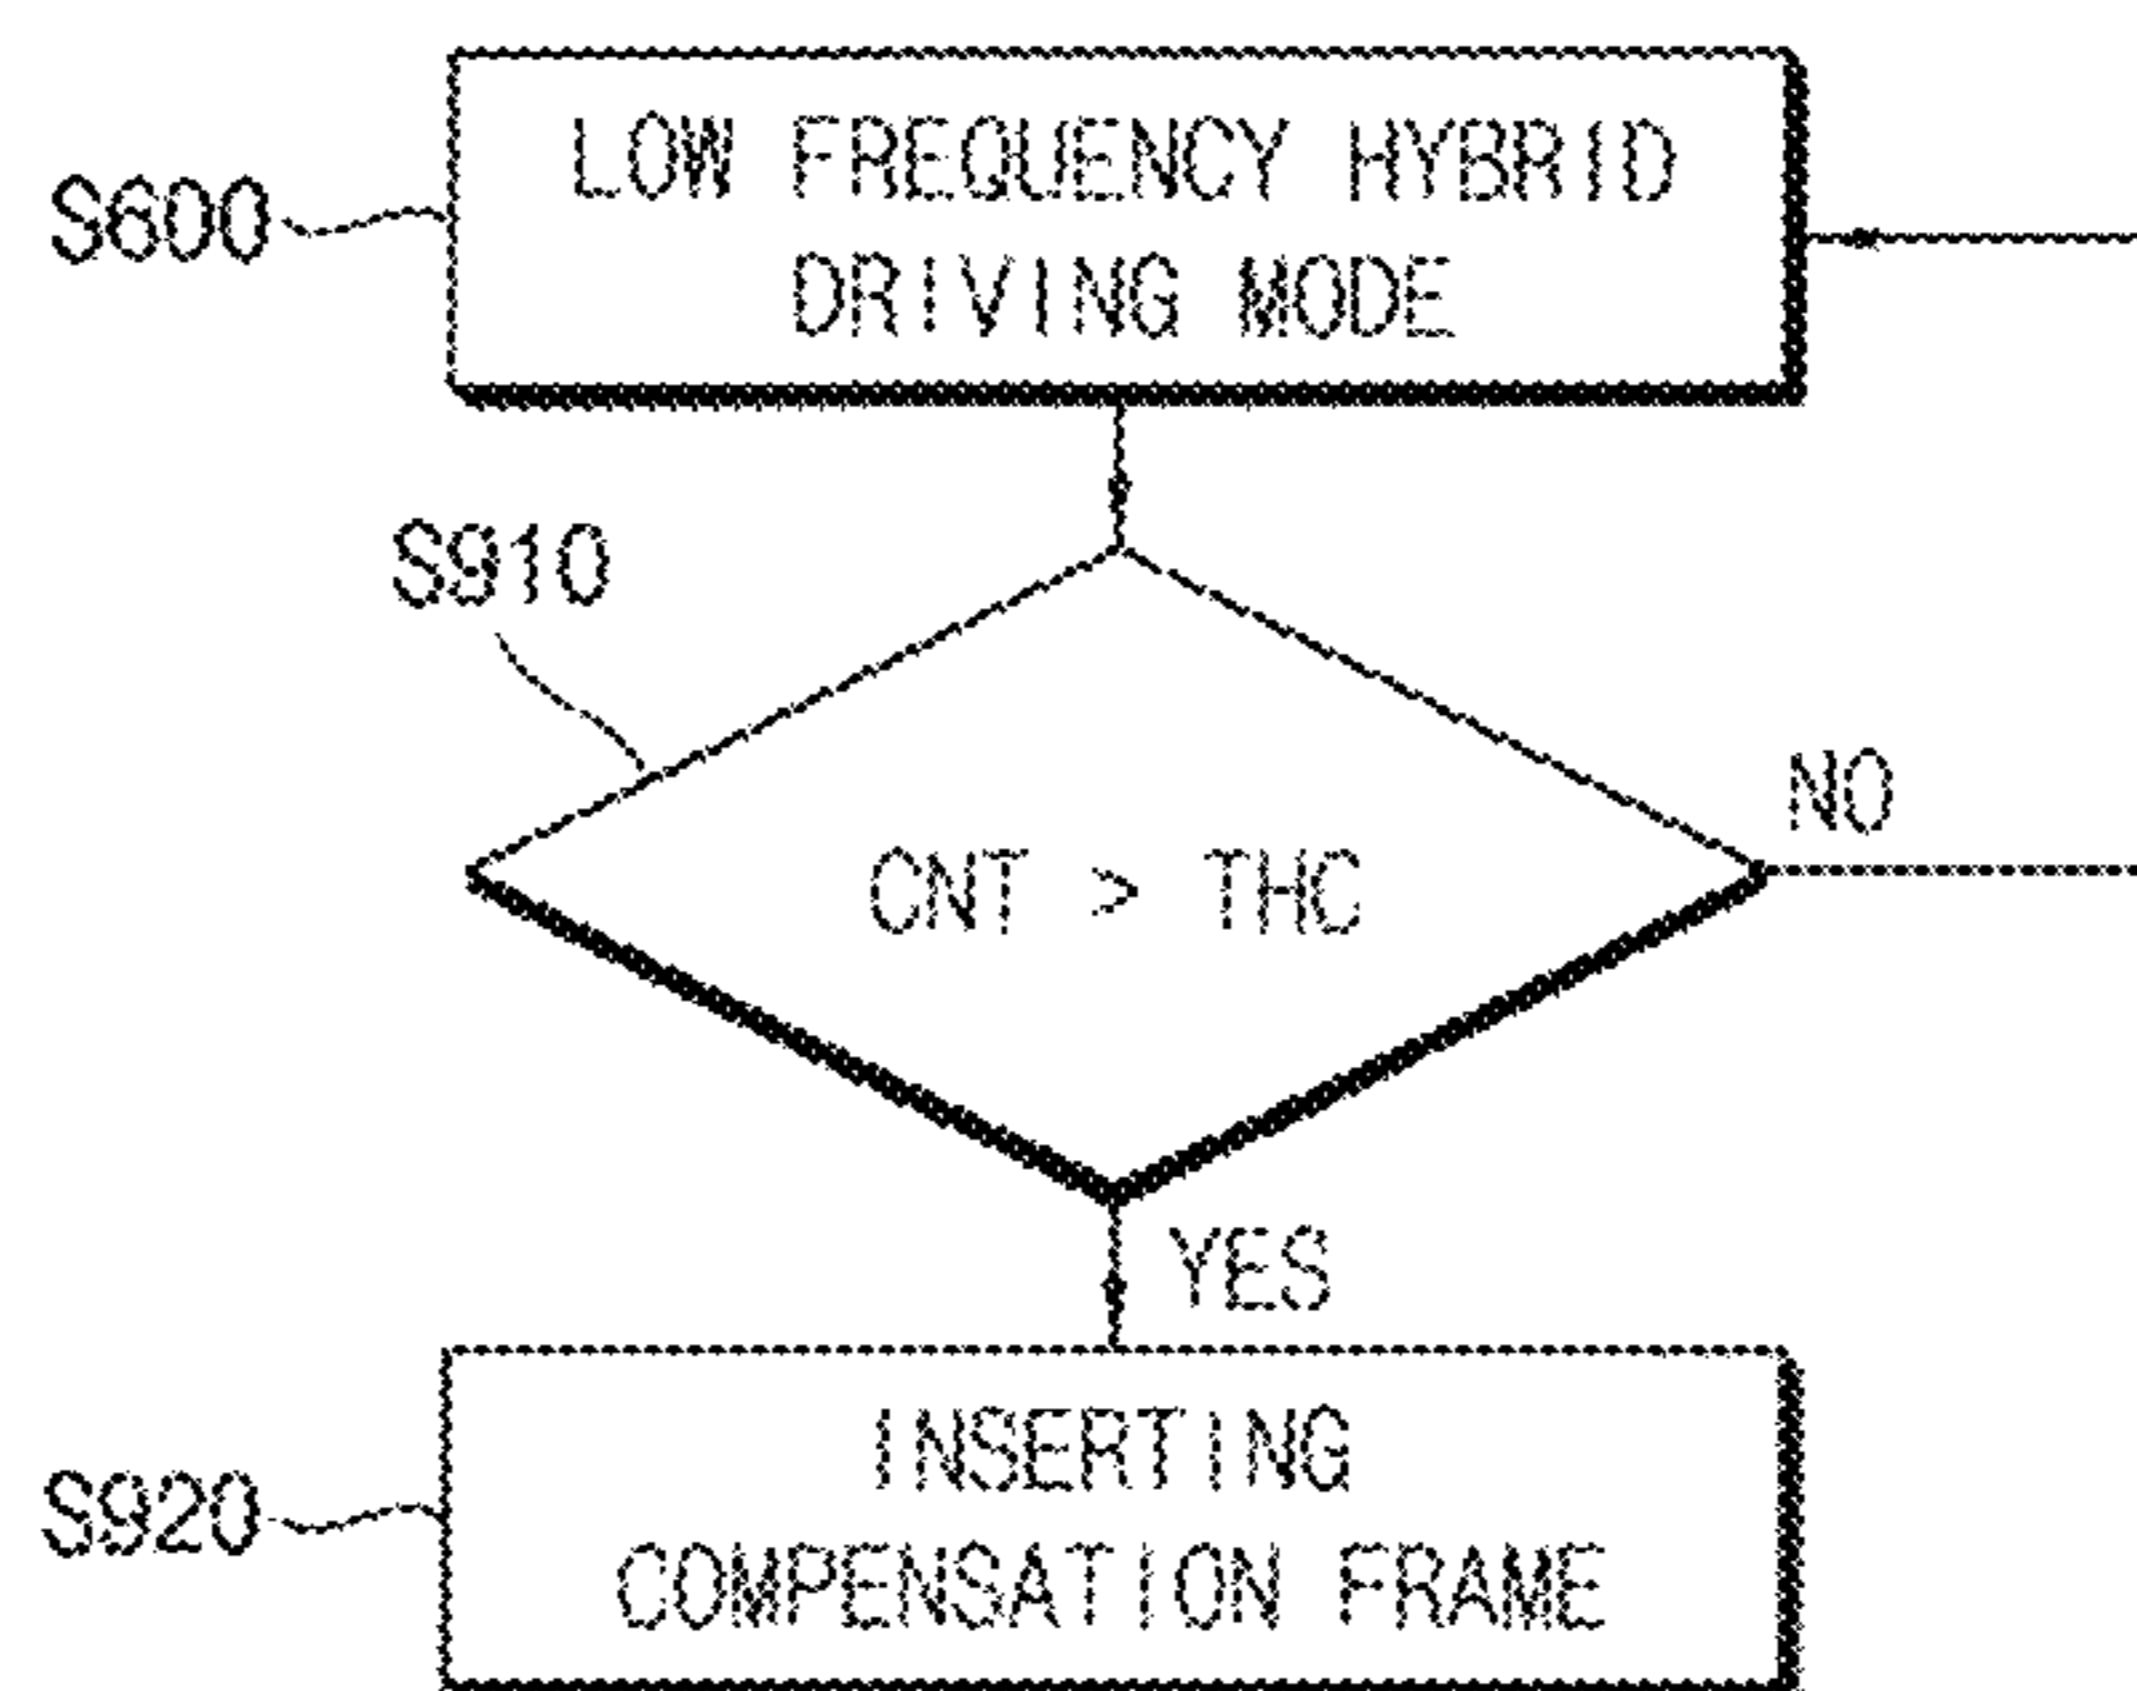 LOW FREQUENCY HYBRID
DRIVING MODE
S600
S910
NO
CNT > THC
YES
INSERTING
COMPENSATION FRAME
S920